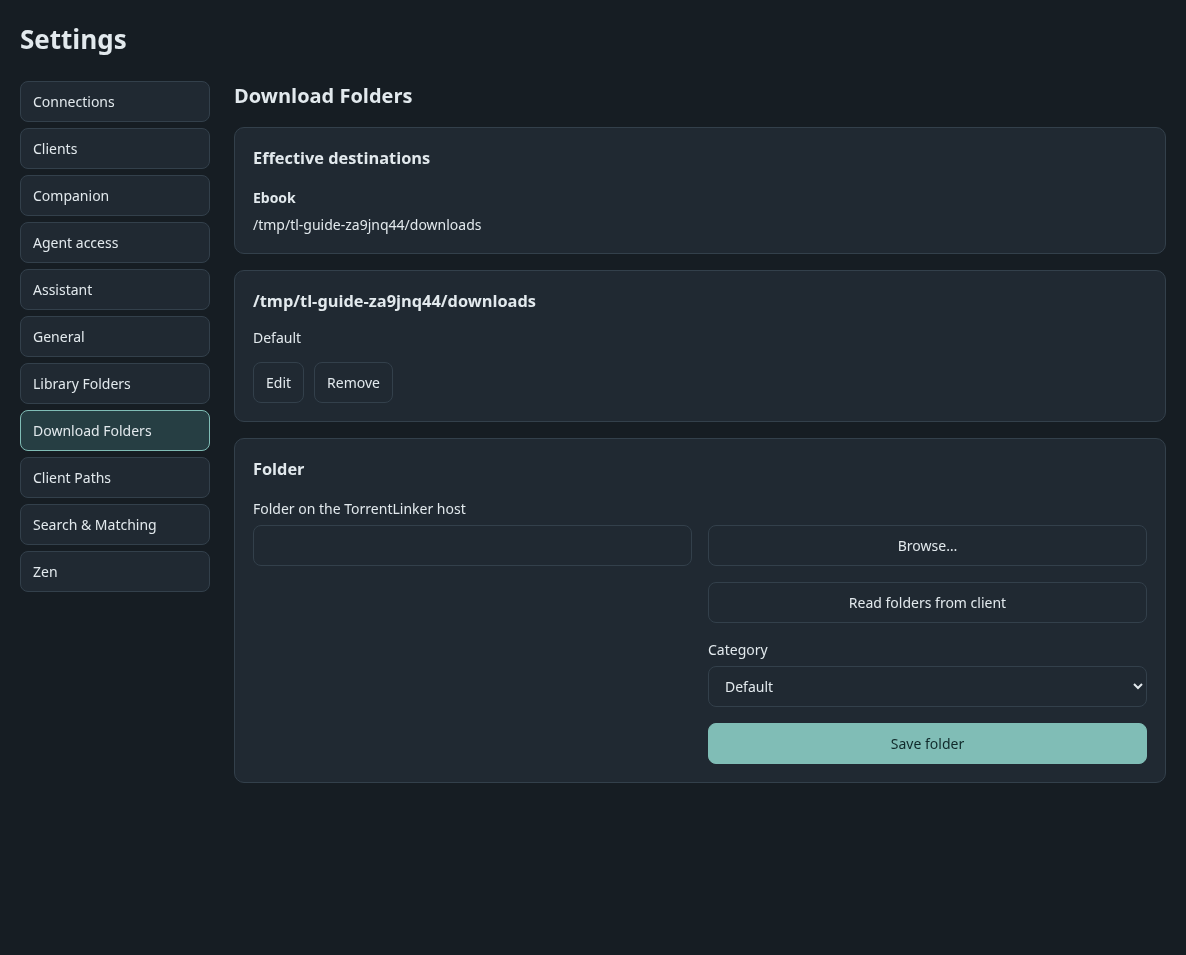 Settings
Connections
Clients
Companion
Agent access
Assistant
General
Library Folders
Download Folders
Client Paths
Search & Matching
Zen
Download Folders
Effective destinations
Ebook
/tmp/tl-guide-za9jnq44/downloads
/tmp/tl-guide-za9jnq44/downloads
Default
Edit Remove
Folder
Folder on the TorrentLinker host
Browse...
Read folders from client
Category
Default
Save folder